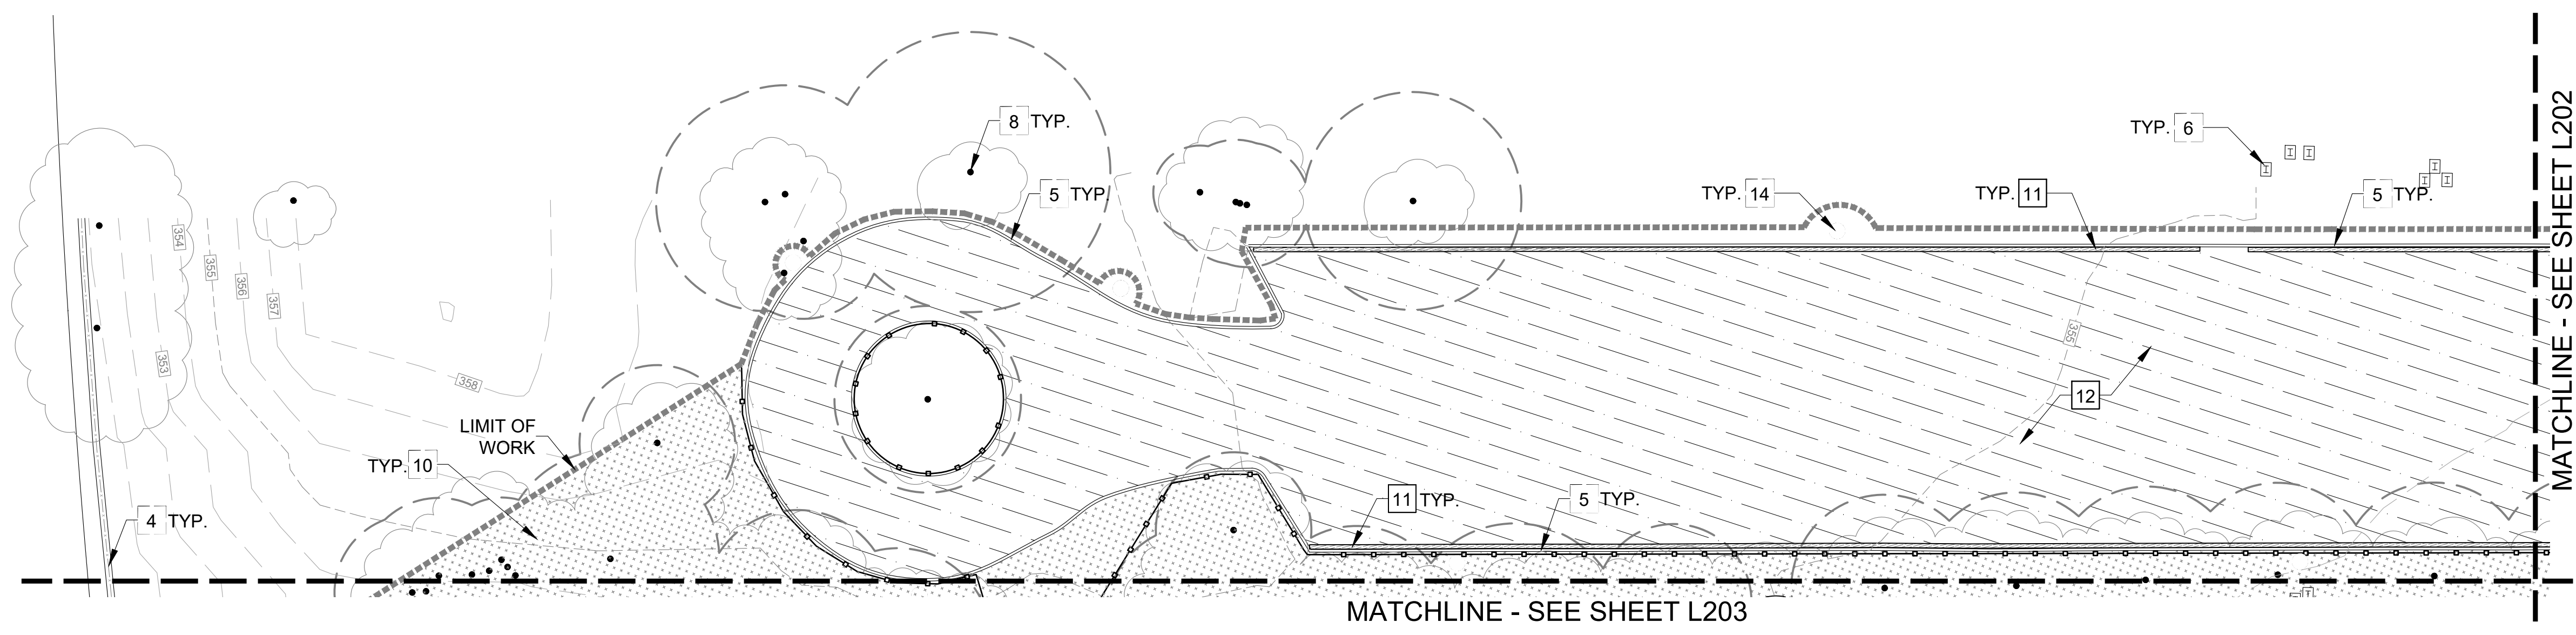 8 TYP.
5 TYP.
TYP. 14
TYP. 11
TYP. 6
5 TYP.
354
355
356
357
353
358
355
12
LIMIT OF
WORK
TYP. 10
4 TYP.
11 TYP.
5 TYP.
MATCHLINE - SEE SHEET L202
MATCHLINE - SEE SHEET L203